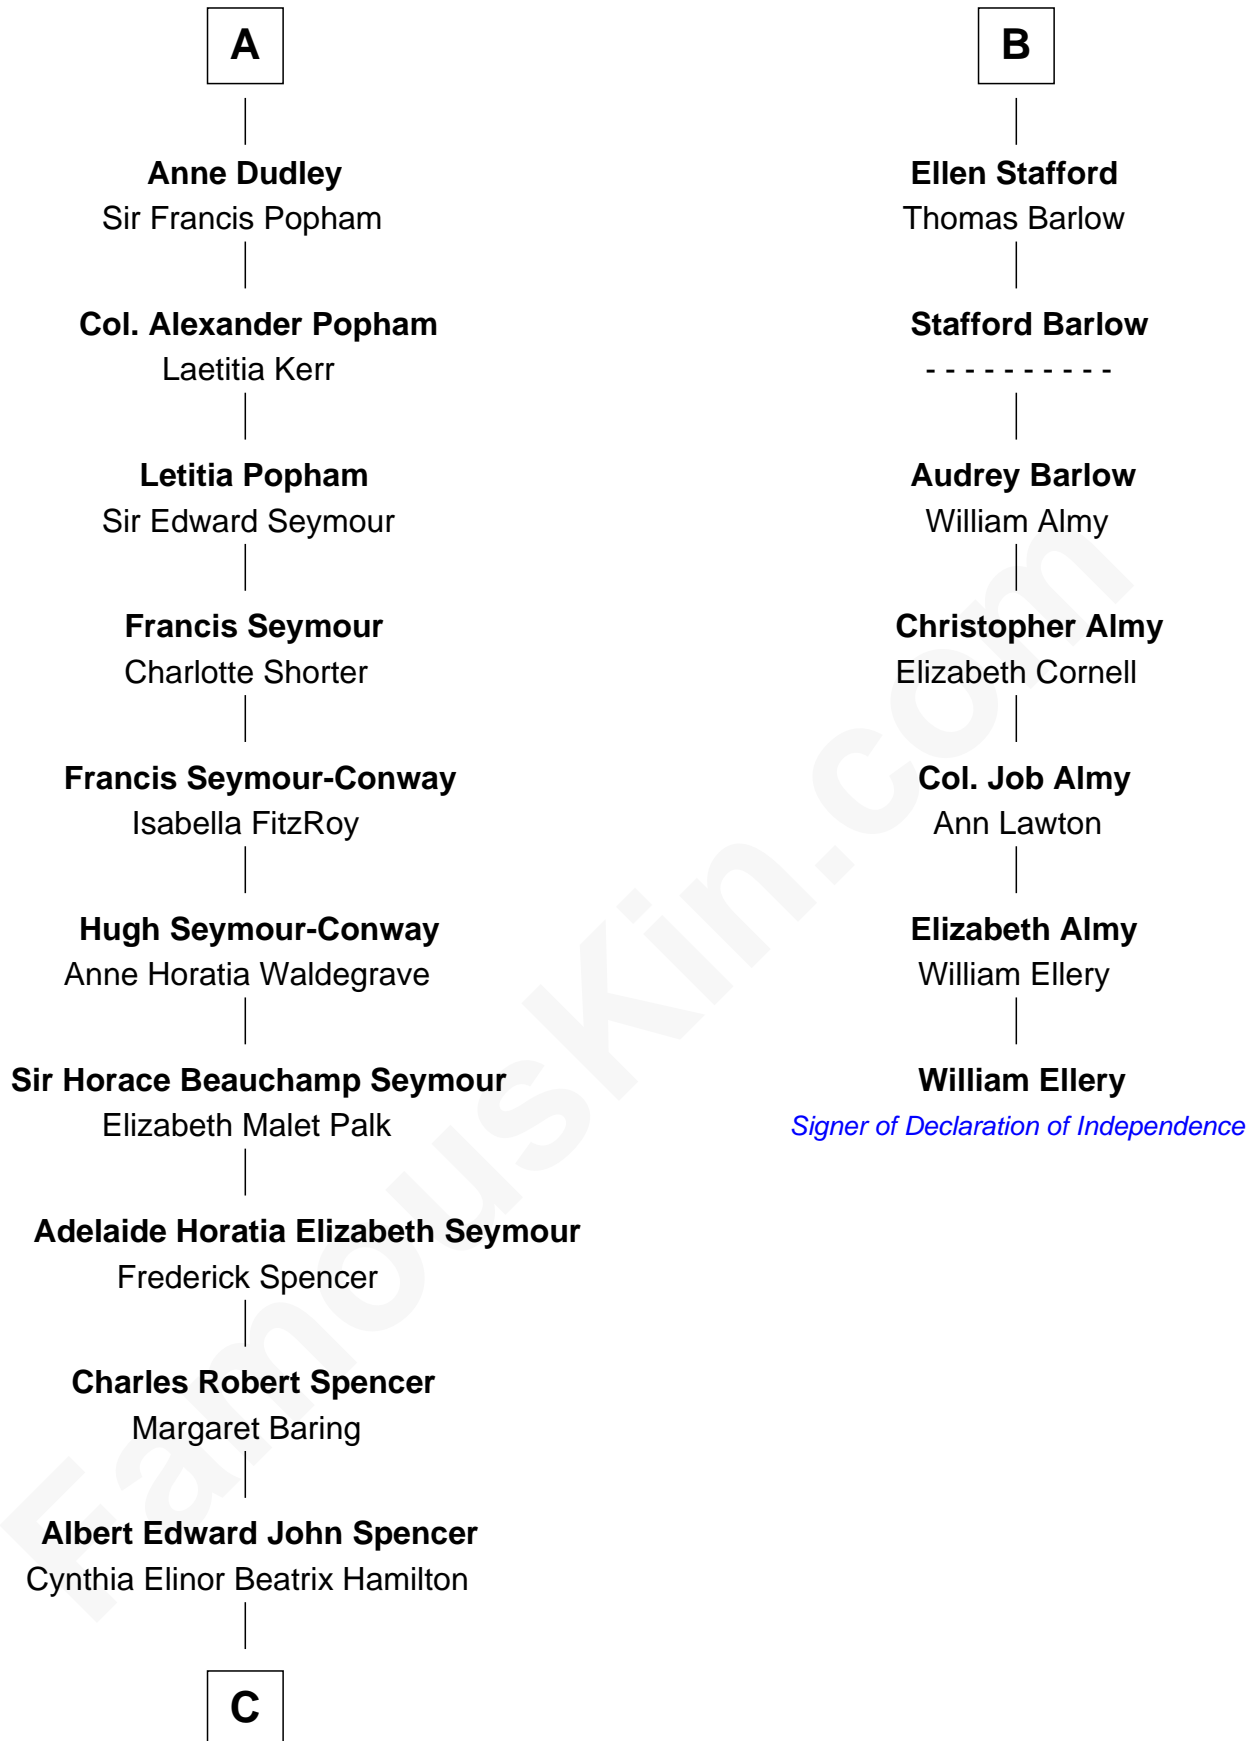 A
Anne Dudley
Sir Francis Popham
Col. Alexander Popham
Laetitia Kerr
Letitia Popham
Sir Edward Seymour
Francis Seymour
Charlotte Shorter
Francis Seymour-Conway
Isabella FitzRoy
Hugh Seymour-Conway
Anne Horatia Waldegrave
Sir Horace Beauchamp Seymour
Elizabeth Malet Palk
Adelaide Horatia Elizabeth Seymour
Frederick Spencer
Charles Robert Spencer
Margaret Baring
Albert Edward John Spencer
Cynthia Elinor Beatrix Hamilton
C
B
Ellen Stafford
Thomas Barlow
Stafford Barlow
- - - - - - - - - -
Audrey Barlow
William Almy
Christopher Almy
Elizabeth Cornell
Col. Job Almy
Ann Lawton
Elizabeth Almy
William Ellery
William Ellery
Signer of Declaration of Independence
FamousKin.com